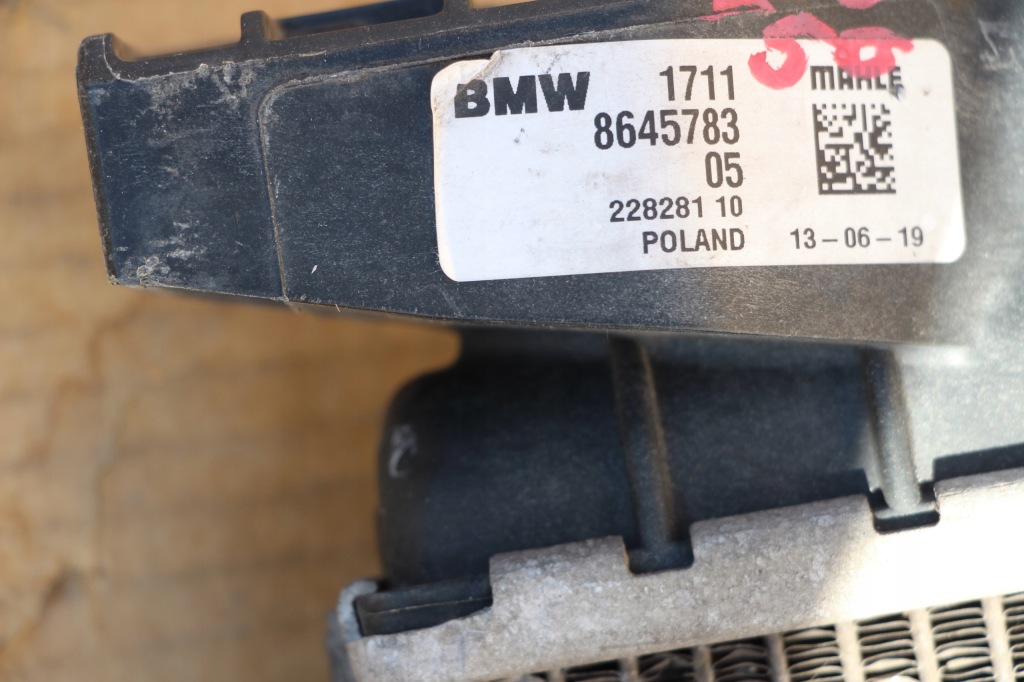 BMW 1711 MAHLE
8645783
05
228281 10
POLAND 13-06-19